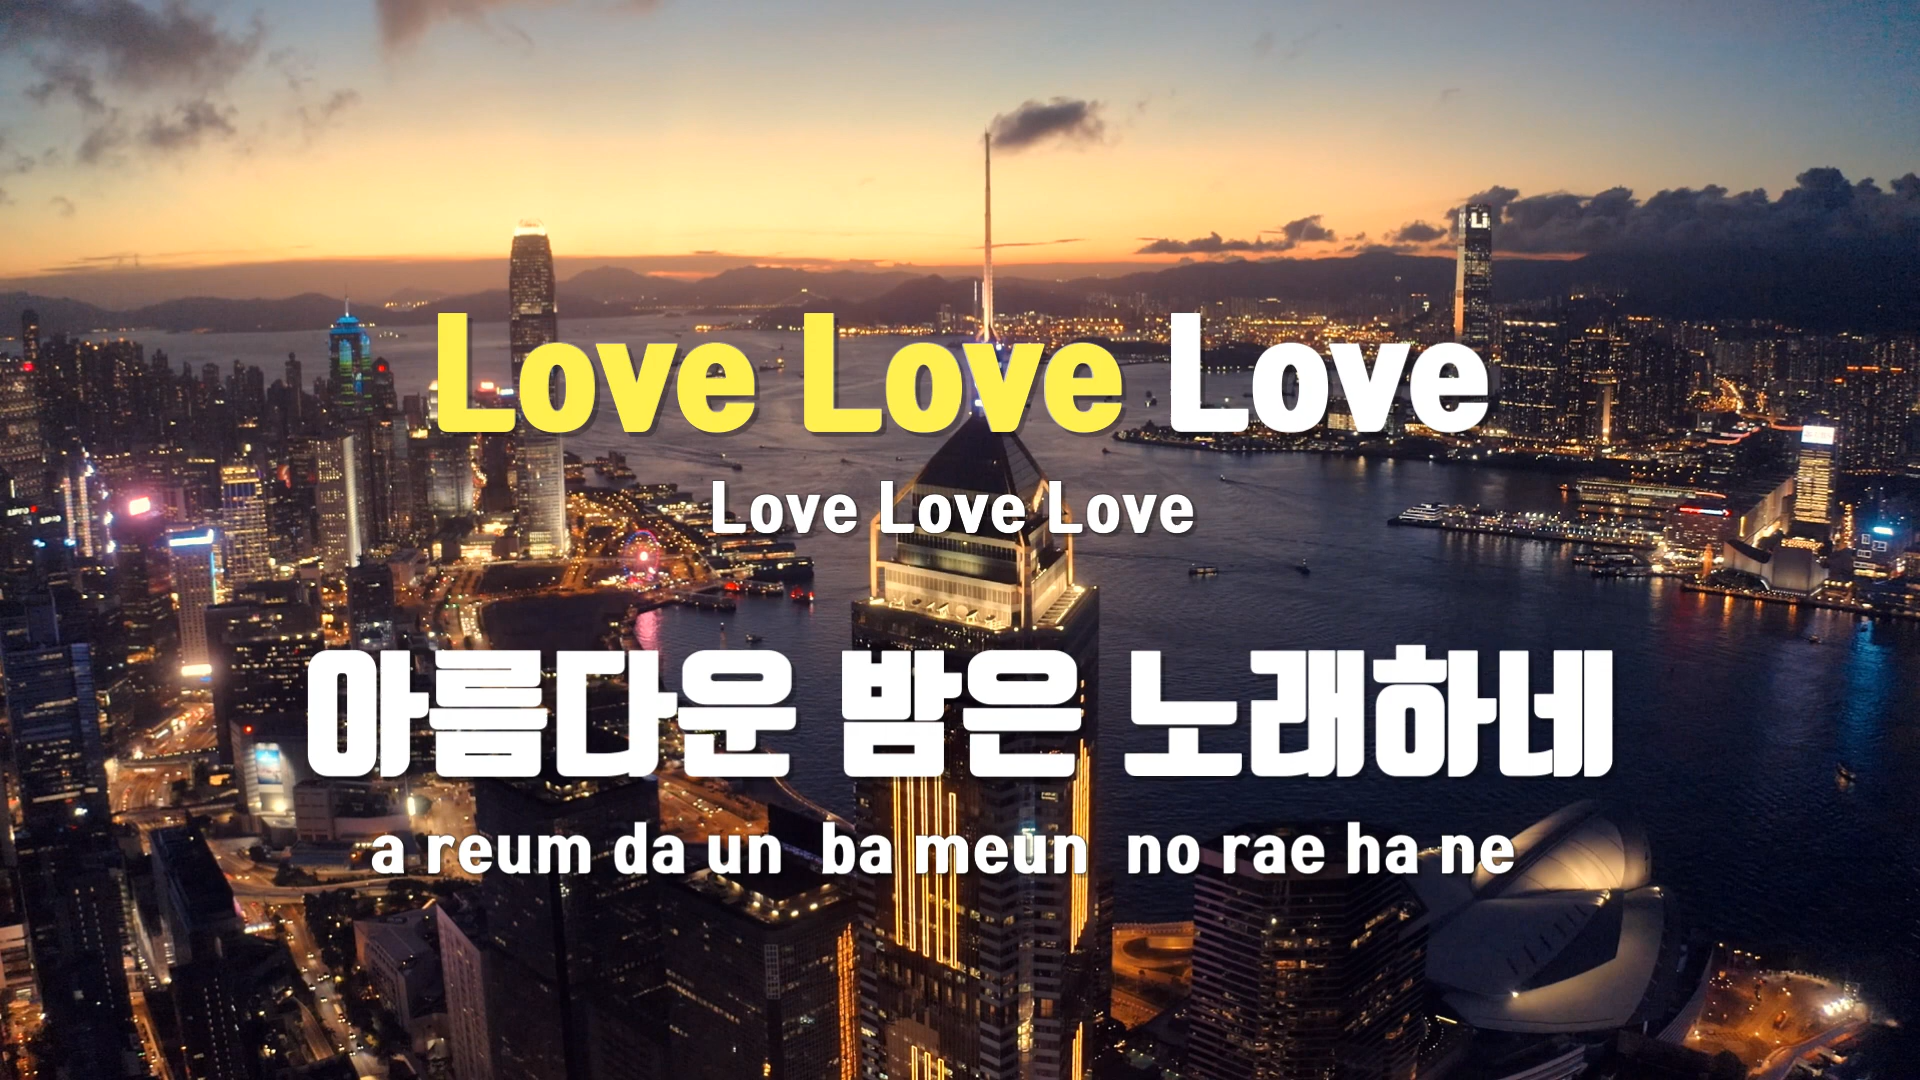 Love Love Love
Love Love Love
아름다운 밤은 노래하네
a reum da un ba meun no rae ha ne